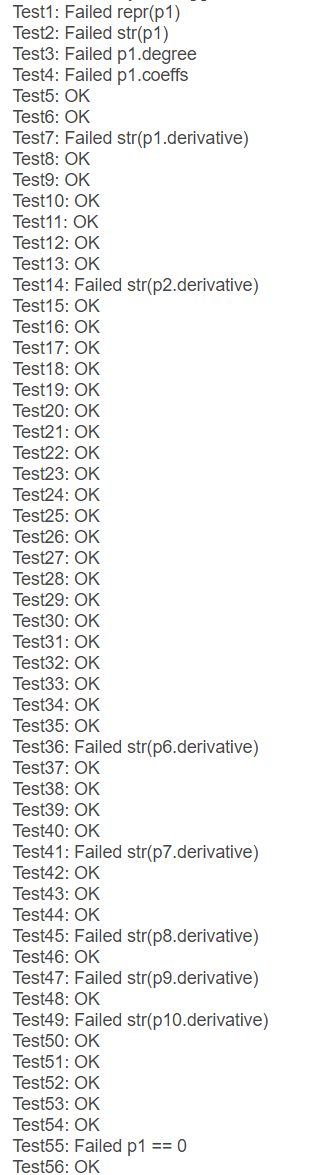 Test1: Failed repr(p1)
Test2: Failed str(p1)
Test3: Failed p1.degree
Test4: Failed p1.coeffs
Test5: OK
Test6: OK
Test7: Failed str(p1.derivative)
Test8: OK
Test9: OK
Test10: OK
Test11: OK
Test12: OK
Test13: OK
Test14: Failed str(p2.derivative)
Test15: OK
Test16: OK
Test17: OK
Test18: OK
Test19: OK
Test20: OK
Test21: OK
Test22: OK
Test23: OK
Test24: OK
Test25: OK
Test26: OK
Test27: OK
Test28: OK
Test29: OK
Test30: OK
Test31: OK
Test32: OK
Test33: OK
Test34: OK
Test35: OK
Test36: Failed str(p6.derivative)
Test37: OK
Test38: OK
Test39: OK
Test40: OK
Test41: Failed str(p7.derivative)
Test42: OK
Test43: OK
Test44: OK
Test45: Failed str(p8.derivative)
Test46: OK
Test47: Failed str(p9.derivative)
Test48: OK
Test49: Failed str(p10.derivative)
Test50: OK
Test51: OK
Test52: OK
Test53: OK
Test54: OK
Test55: Failed p1 == 0
Test56: OK